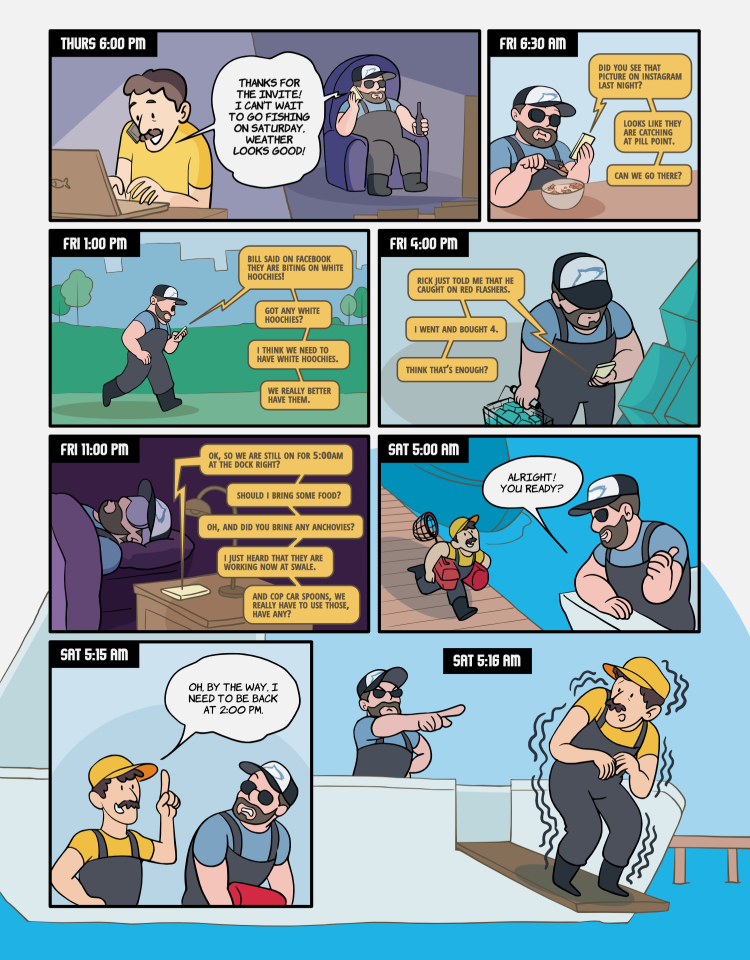 THURS 6:00 PM
THANKS FOR
THE INVITE!
I CAN'T WAIT
TO GO FISHING
ON SATURDAY.
WEATHER
LOOKS GOOD!
FRI 6:30 AM
DID YOU SEE THAT
PICTURE ON INSTAGRAM
LAST NIGHT?
LOOKS LIKE THEY
ARE CATCHING
AT PILL POINT.
CAN WE GO THERE?
FRI 1:00 PM
BILL SAID ON FACEBOOK
THEY ARE BITING ON WHITE
HOOCHIES!
GOT ANY WHITE
HOOCHIES?
I THINK WE NEED TO
HAVE WHITE HOOCHIES.
WE REALLY BETTER
HAVE THEM.
FRI 4:00 PM
RICK JUST TOLD ME THAT HE
CAUGHT ON RED FLASHERS.
I WENT AND BOUGHT 4.
THINK THAT'S ENOUGH?
FRI 11:00 PM
OK, SO WE ARE STILL ON FOR 5:00AM
AT THE DOCK RIGHT?
SHOULD I BRING SOME FOOD?
OH, AND DID YOU BRINE ANY ANCHOVIES?
I JUST HEARD THAT THEY ARE
WORKING NOW AT SWALE.
AND COP CAR SPOONS, WE
REALLY HAVE TO USE THOSE,
HAVE ANY?
SAT 5:00 AM
ALRIGHT!
YOU READY?
SAT 5:15 AM
OH, BY THE WAY, I
NEED TO BE BACK
AT 2:00 PM.
SAT 5:16 AM